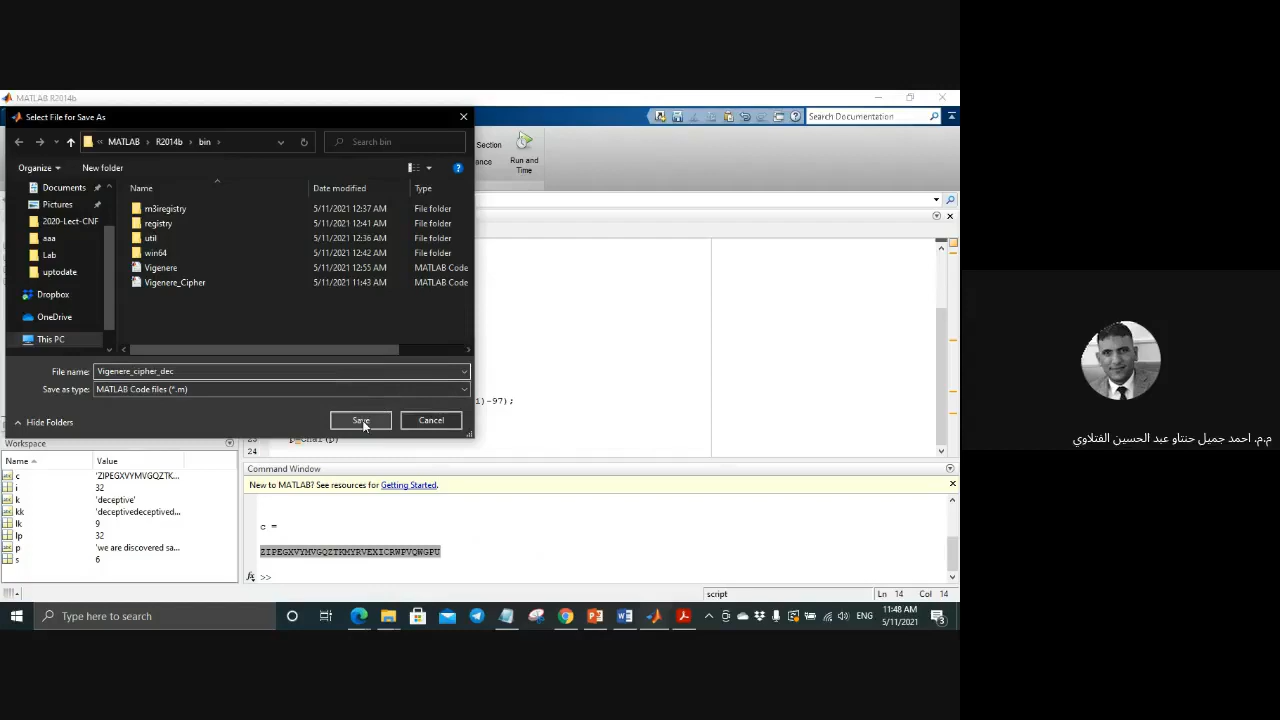 MATLAB R2014b
Select File for Save As
Search Documentation
MATLAB › R2014b › bin ›
Search bin
Section
Run and Time
Organize
New folder
Name
Date modified
Type
Documents
Pictures
2020-Lect-CNF
aaa
Lab
uptodate
Dropbox
OneDrive
This PC
m3iregistry 5/11/2021 12:37 AM File folder
registry 5/11/2021 12:41 AM File folder
util 5/11/2021 12:36 AM File folder
win64 5/11/2021 12:42 AM File folder
Vigenere 5/11/2021 12:55 AM MATLAB Code
Vigenere_Cipher 5/11/2021 11:43 AM MATLAB Code
File name: Vigenere_cipher_dec
Save as type: MATLAB Code files (*.m)
Hide Folders
Save
Cancel
1)-97);
p=char(p)
24
Workspace
Name Value
c 'ZIPEGXVYMVGQZTK...
i 32
k 'deceptive'
kk 'deceptivedeceptived...
lk 9
lp 32
p 'we are discovered sa...
s 6
Command Window
New to MATLAB? See resources for Getting Started.
c =
ZIPEGXVYMVGQZTKMYRVEXICRWPVQWGPU
fx >>
script
Ln 14 Col 14
Type here to search
ENG
11:48 AM
5/11/2021
3
م.م. احمد جميل حنتاو عبد الحسين الفتلاوي